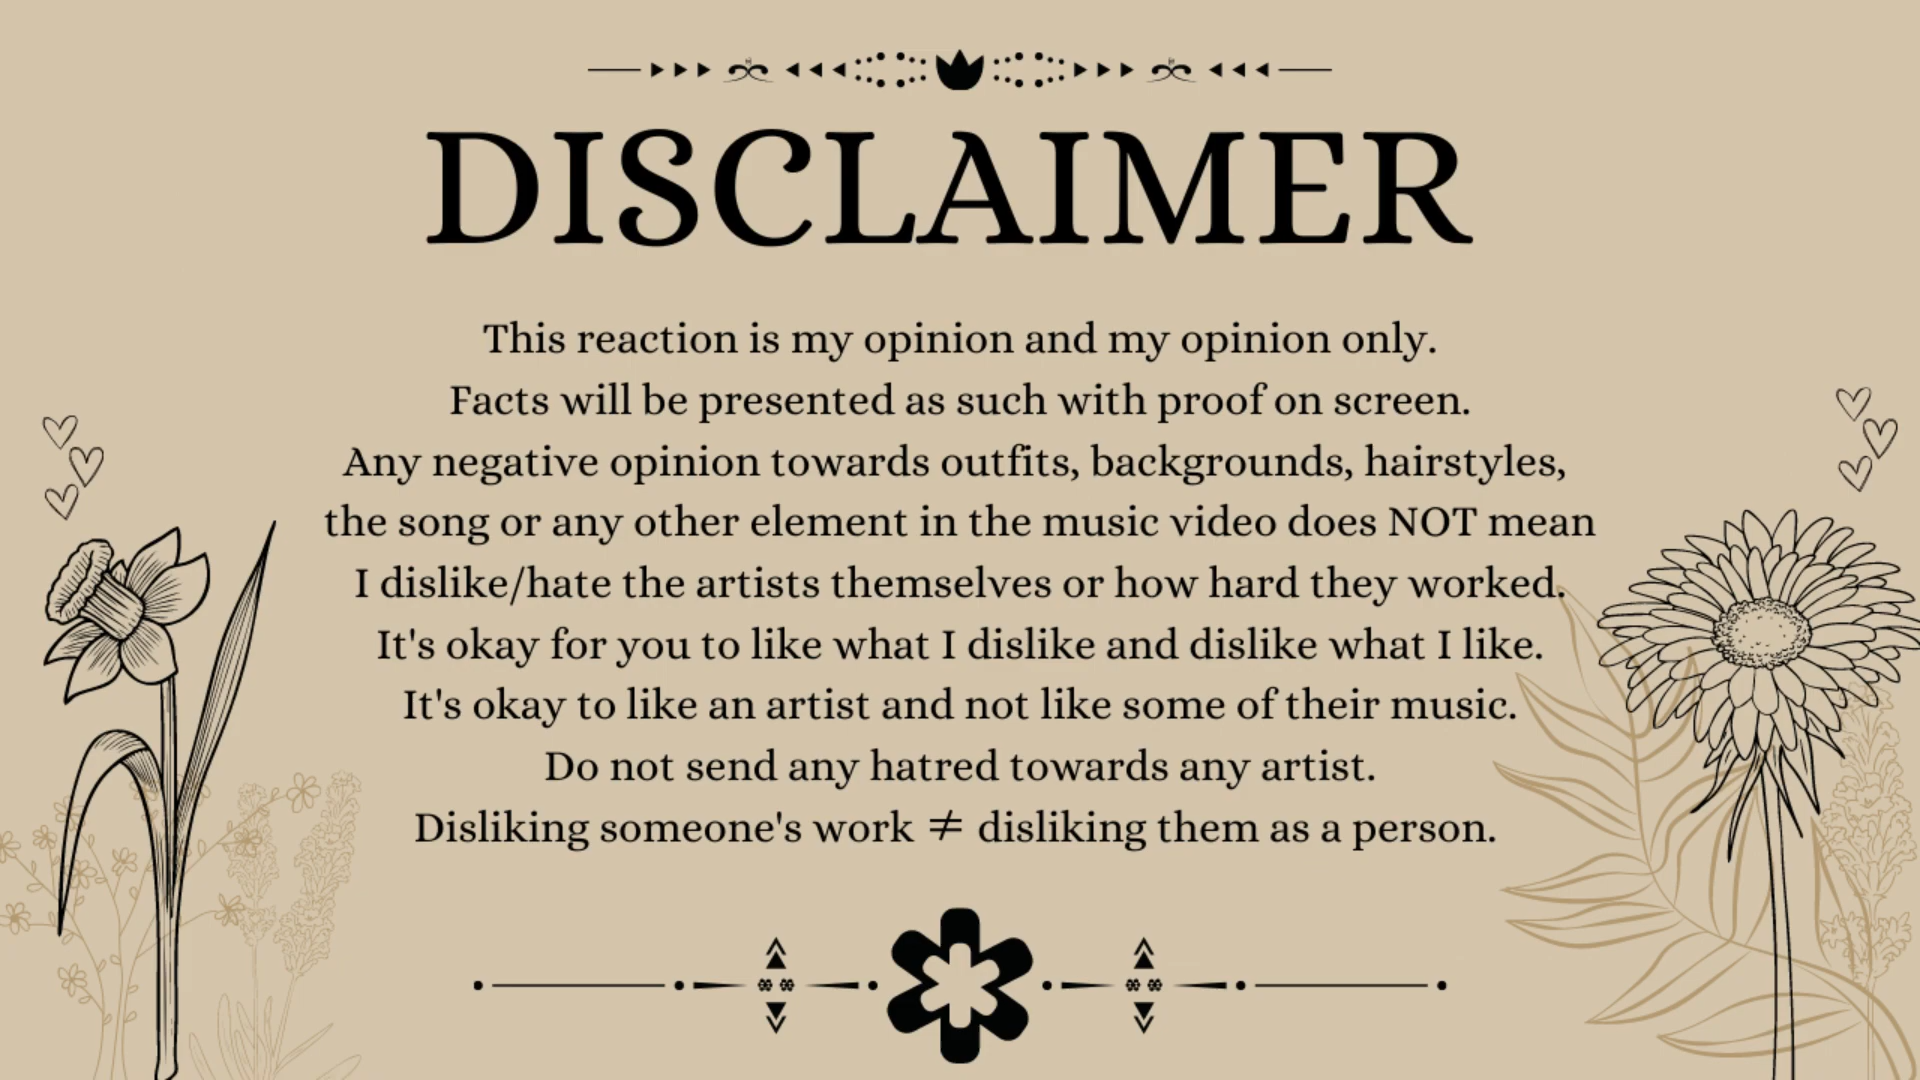 DISCLAIMER
This reaction is my opinion and my opinion only.
Facts will be presented as such with proof on screen.
Any negative opinion towards outfits, backgrounds, hairstyles,
the song or any other element in the music video does NOT mean
I dislike/hate the artists themselves or how hard they worked.
It's okay for you to like what I dislike and dislike what I like.
It's okay to like an artist and not like some of their music.
Do not send any hatred towards any artist.
Disliking someone's work ≠ disliking them as a person.